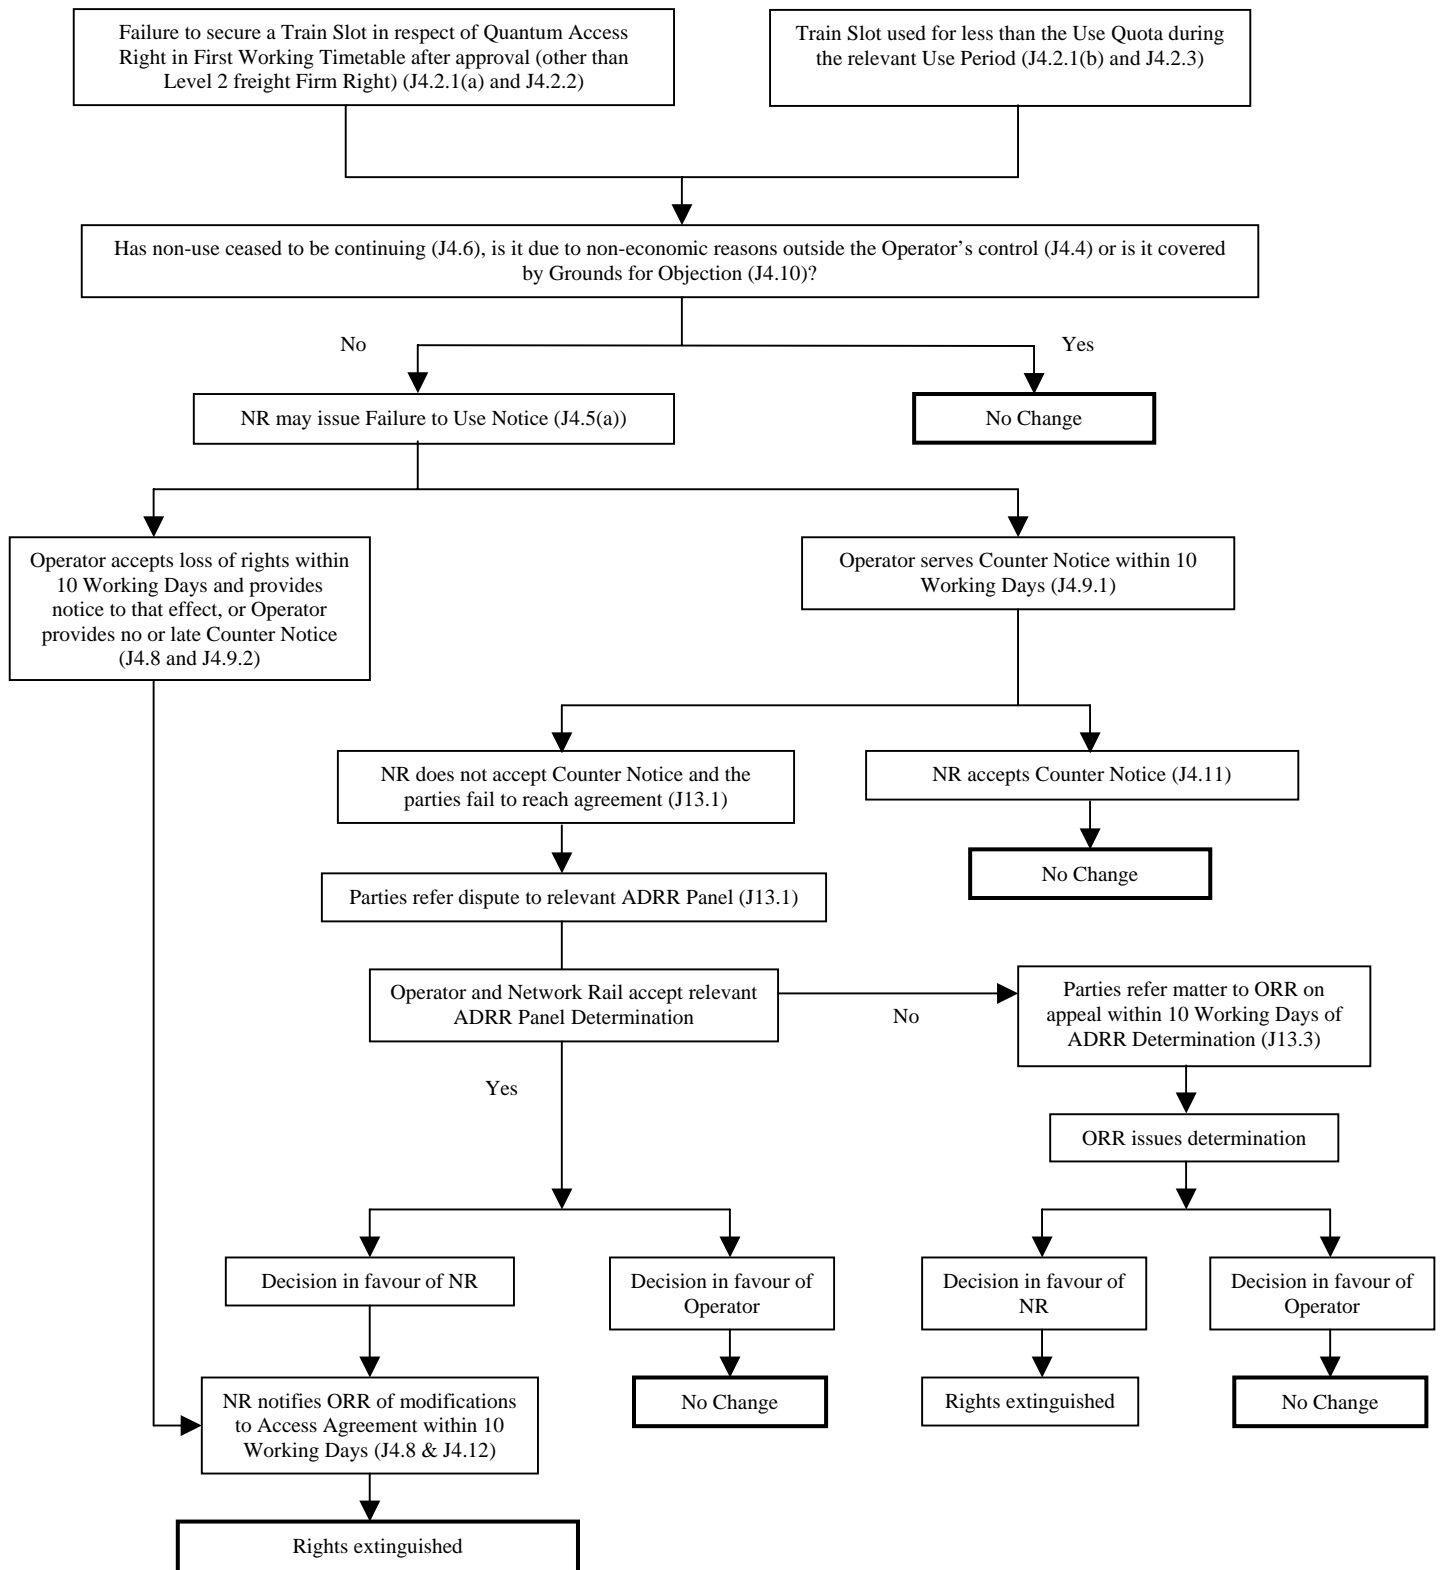 Failure to secure a Train Slot in respect of Quantum Access
Right in First Working Timetable after approval (other than
Level 2 freight Firm Right) (J4.2.1(a) and J4.2.2)
Train Slot used for less than the Use Quota during
the relevant Use Period (J4.2.1(b) and J4.2.3)
Has non-use ceased to be continuing (J4.6), is it due to non-economic reasons outside the Operator’s control (J4.4) or is it covered
by Grounds for Objection (J4.10)?
No
Yes
NR may issue Failure to Use Notice (J4.5(a))
No Change
Operator accepts loss of rights within
10 Working Days and provides
notice to that effect, or Operator
provides no or late Counter Notice
(J4.8 and J4.9.2)
Operator serves Counter Notice within 10
Working Days (J4.9.1)
NR does not accept Counter Notice and the
parties fail to reach agreement (J13.1)
NR accepts Counter Notice (J4.11)
No Change
Parties refer dispute to relevant ADRR Panel (J13.1)
Operator and Network Rail accept relevant
ADRR Panel Determination
No
Parties refer matter to ORR on
appeal within 10 Working Days of
ADRR Determination (J13.3)
Yes
ORR issues determination
Decision in favour of NR
Decision in favour of
Operator
Decision in favour of
NR
Decision in favour of
Operator
NR notifies ORR of modifications
to Access Agreement within 10
Working Days (J4.8 & J4.12)
No Change
Rights extinguished
No Change
Rights extinguished